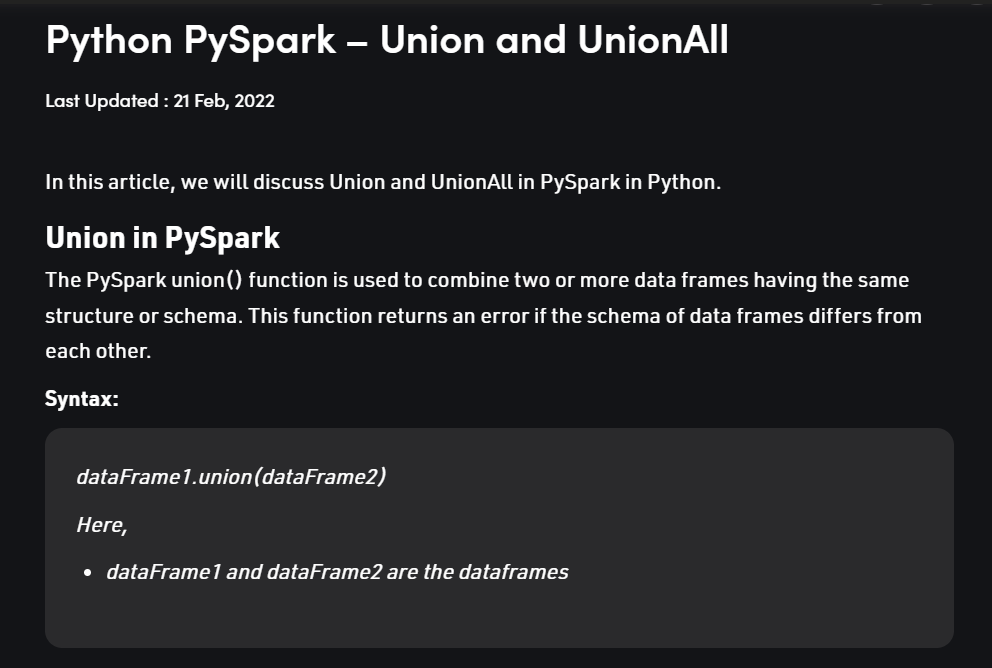 Python PySpark – Union and UnionAll
Last Updated : 21 Feb, 2022
In this article, we will discuss Union and UnionAll in PySpark in Python.
Union in PySpark
The PySpark union() function is used to combine two or more data frames having the same
structure or schema. This function returns an error if the schema of data frames differs from
each other.
Syntax:
dataFrame1.union(dataFrame2)
Here,
• dataFrame1 and dataFrame2 are the dataframes